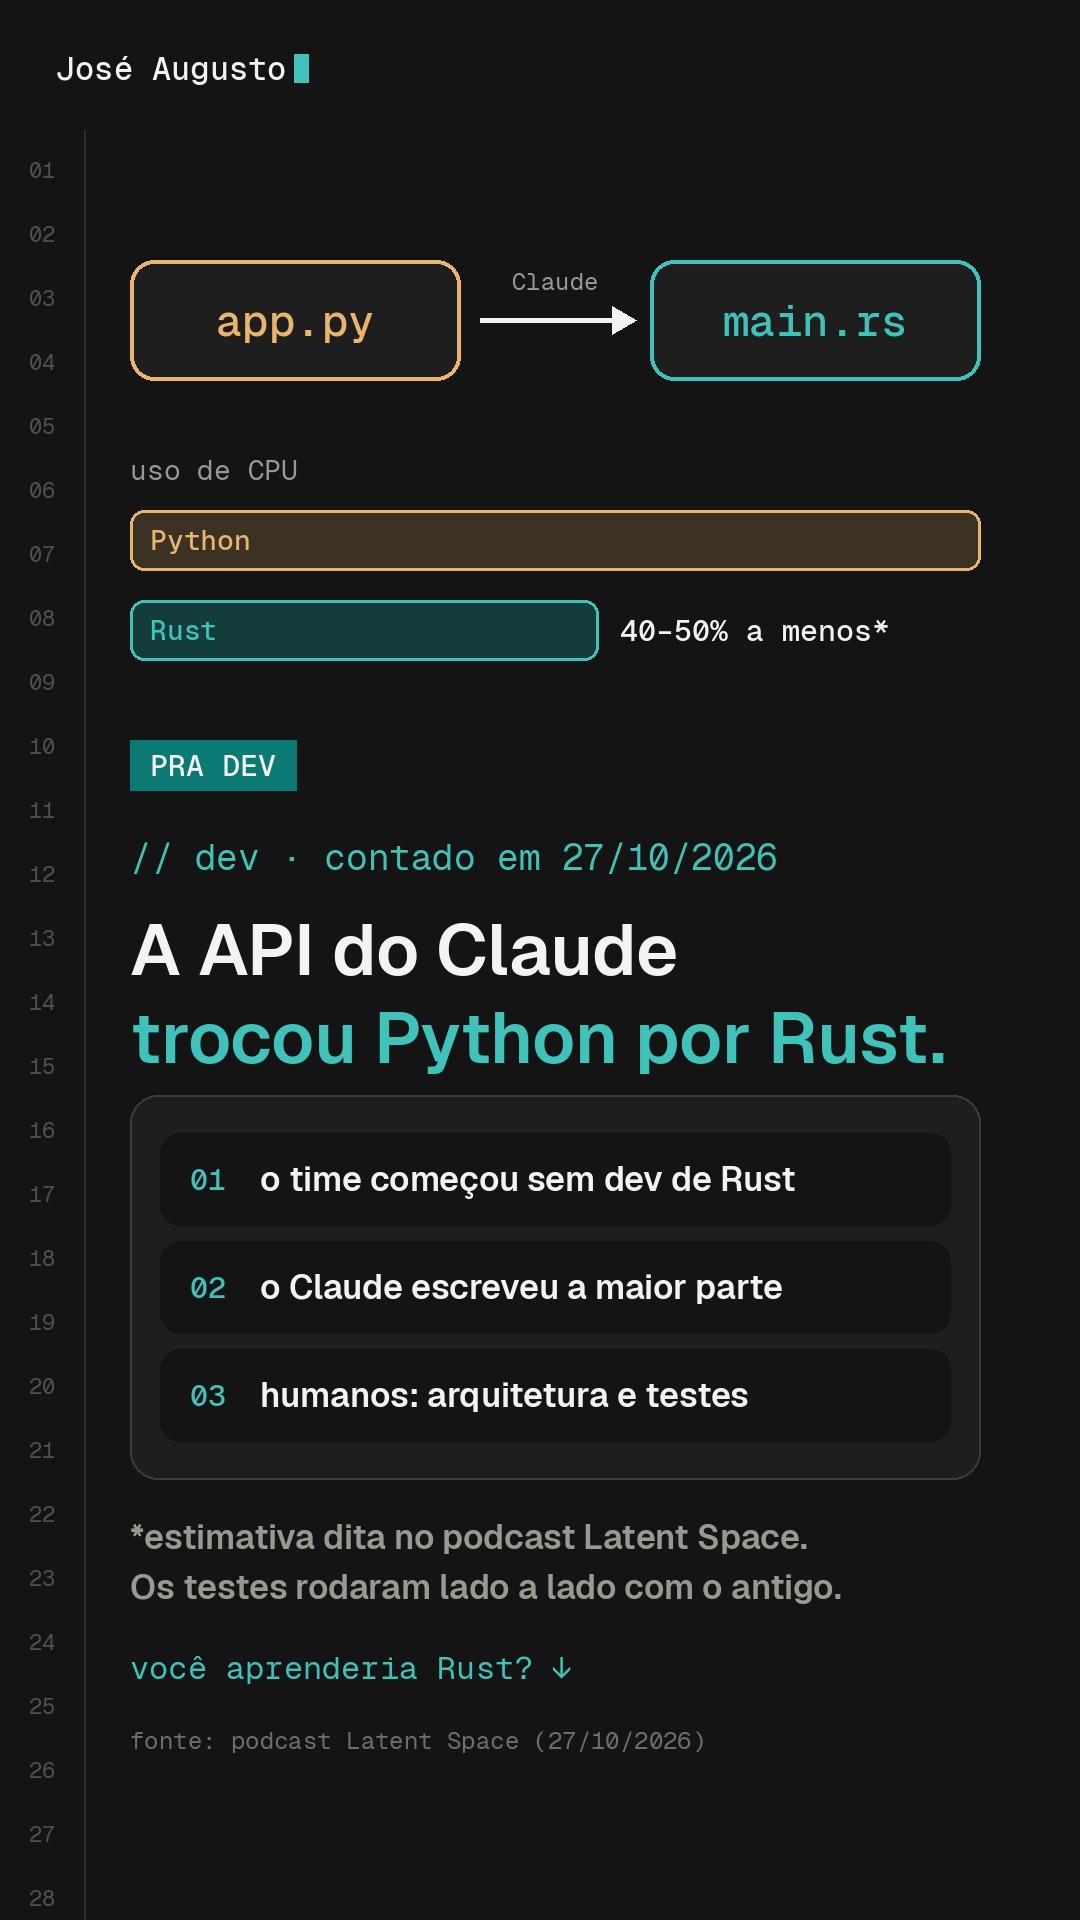 José Augusto
01
02
03
04
05
06
07
08
09
10
11
12
13
14
15
16
17
18
19
20
21
22
23
24
25
26
27
28
app.py
Claude
main.rs
uso de CPU
Python
Rust
40-50% a menos*
PRA DEV
// dev · contado em 27/10/2026
A API do Claude
trocou Python por Rust.
01 o time começou sem dev de Rust
02 o Claude escreveu a maior parte
03 humanos: arquitetura e testes
*estimativa dita no podcast Latent Space.
Os testes rodaram lado a lado com o antigo.
você aprenderia Rust? ↓
fonte: podcast Latent Space (27/10/2026)